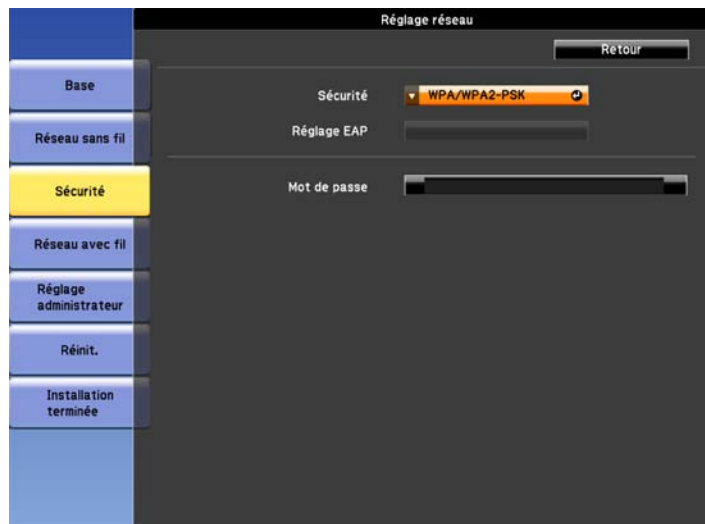 Réglage réseau
Retour
Base
Réseau sans fil
Sécurité
Réseau avec fil
Réglage
administrateur
Réinit.
Installation
terminée
Sécurité
WPA/WPA2-PSK
Réglage EAP
Mot de passe